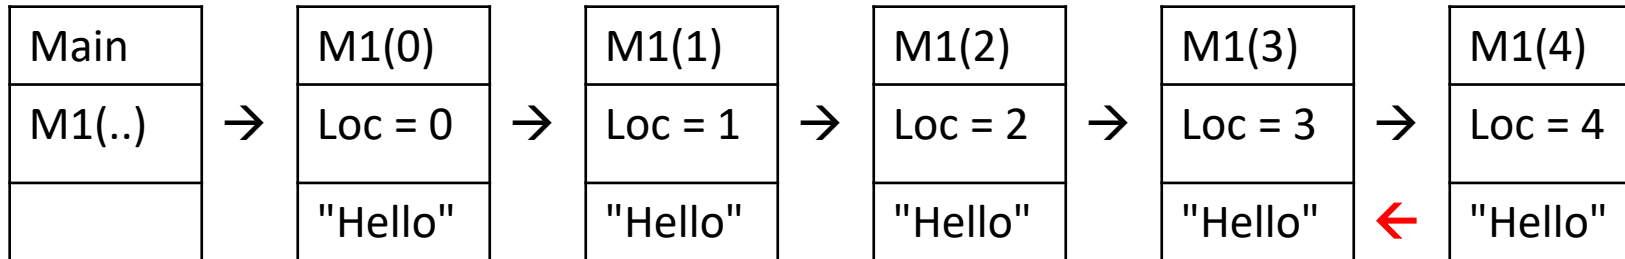 Main M1(0) M1(1) M1(2) M1(3) M1(4)
M1(..) → Loc = 0 → Loc = 1 → Loc = 2 → Loc = 3 → Loc = 4
"Hello" "Hello" "Hello" "Hello" ← "Hello"